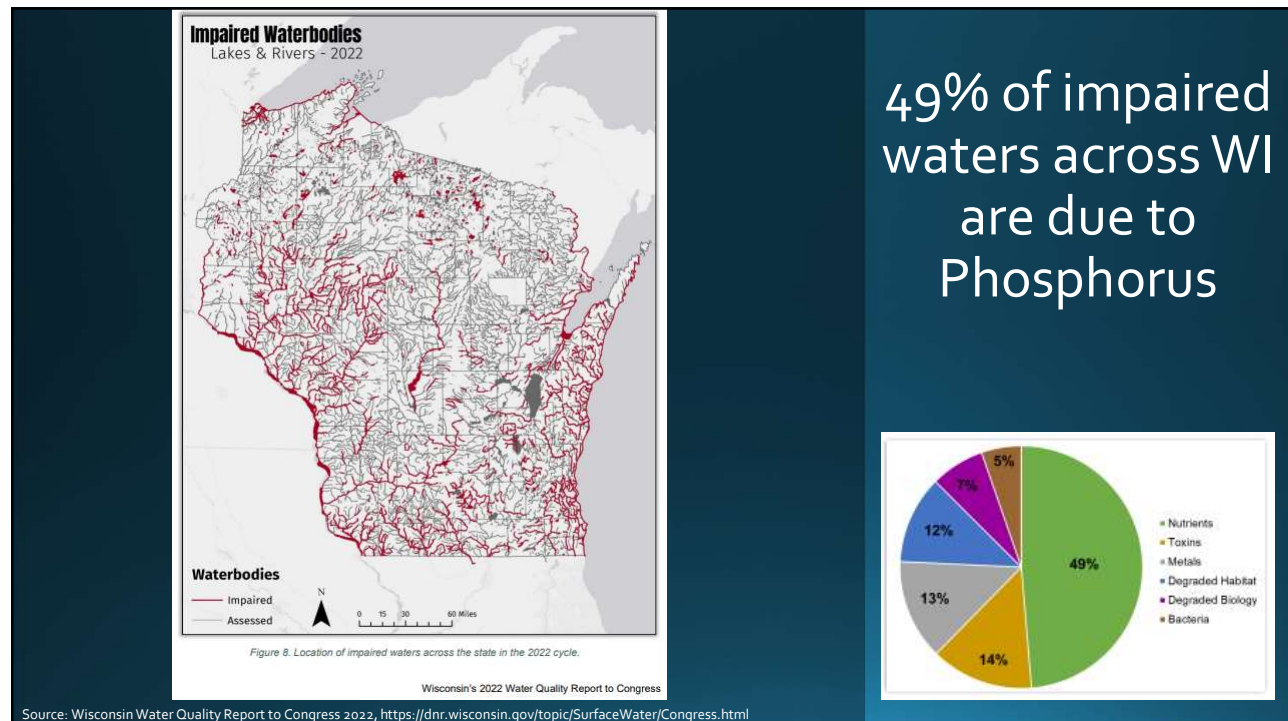 Impaired Waterbodies
Lakes & Rivers - 2022
Waterbodies
Impaired
Assessed
N
0 15 30 60 Miles
Figure 8. Location of impaired waters across the state in the 2022 cycle.
Wisconsin's 2022 Water Quality Report to Congress
Source: Wisconsin Water Quality Report to Congress 2022, https://dnr.wisconsin.gov/topic/SurfaceWater/Congress.html
49% of impaired
waters across WI
are due to
Phosphorus
5%
7%
12%
49%
13%
14%
Nutrients
Toxins
Metals
Degraded Habitat
Degraded Biology
Bacteria